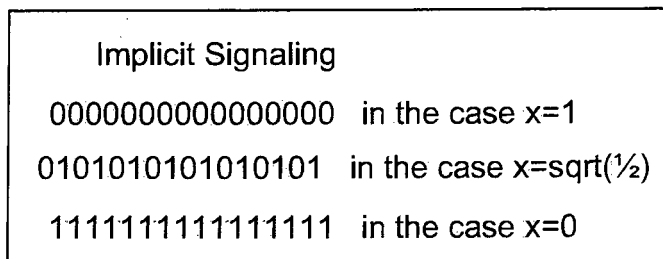 Implicit Signaling
0000000000000000 in the case x=1
0101010101010101 in the case x=sqrt(½)
1111111111111111 in the case x=0